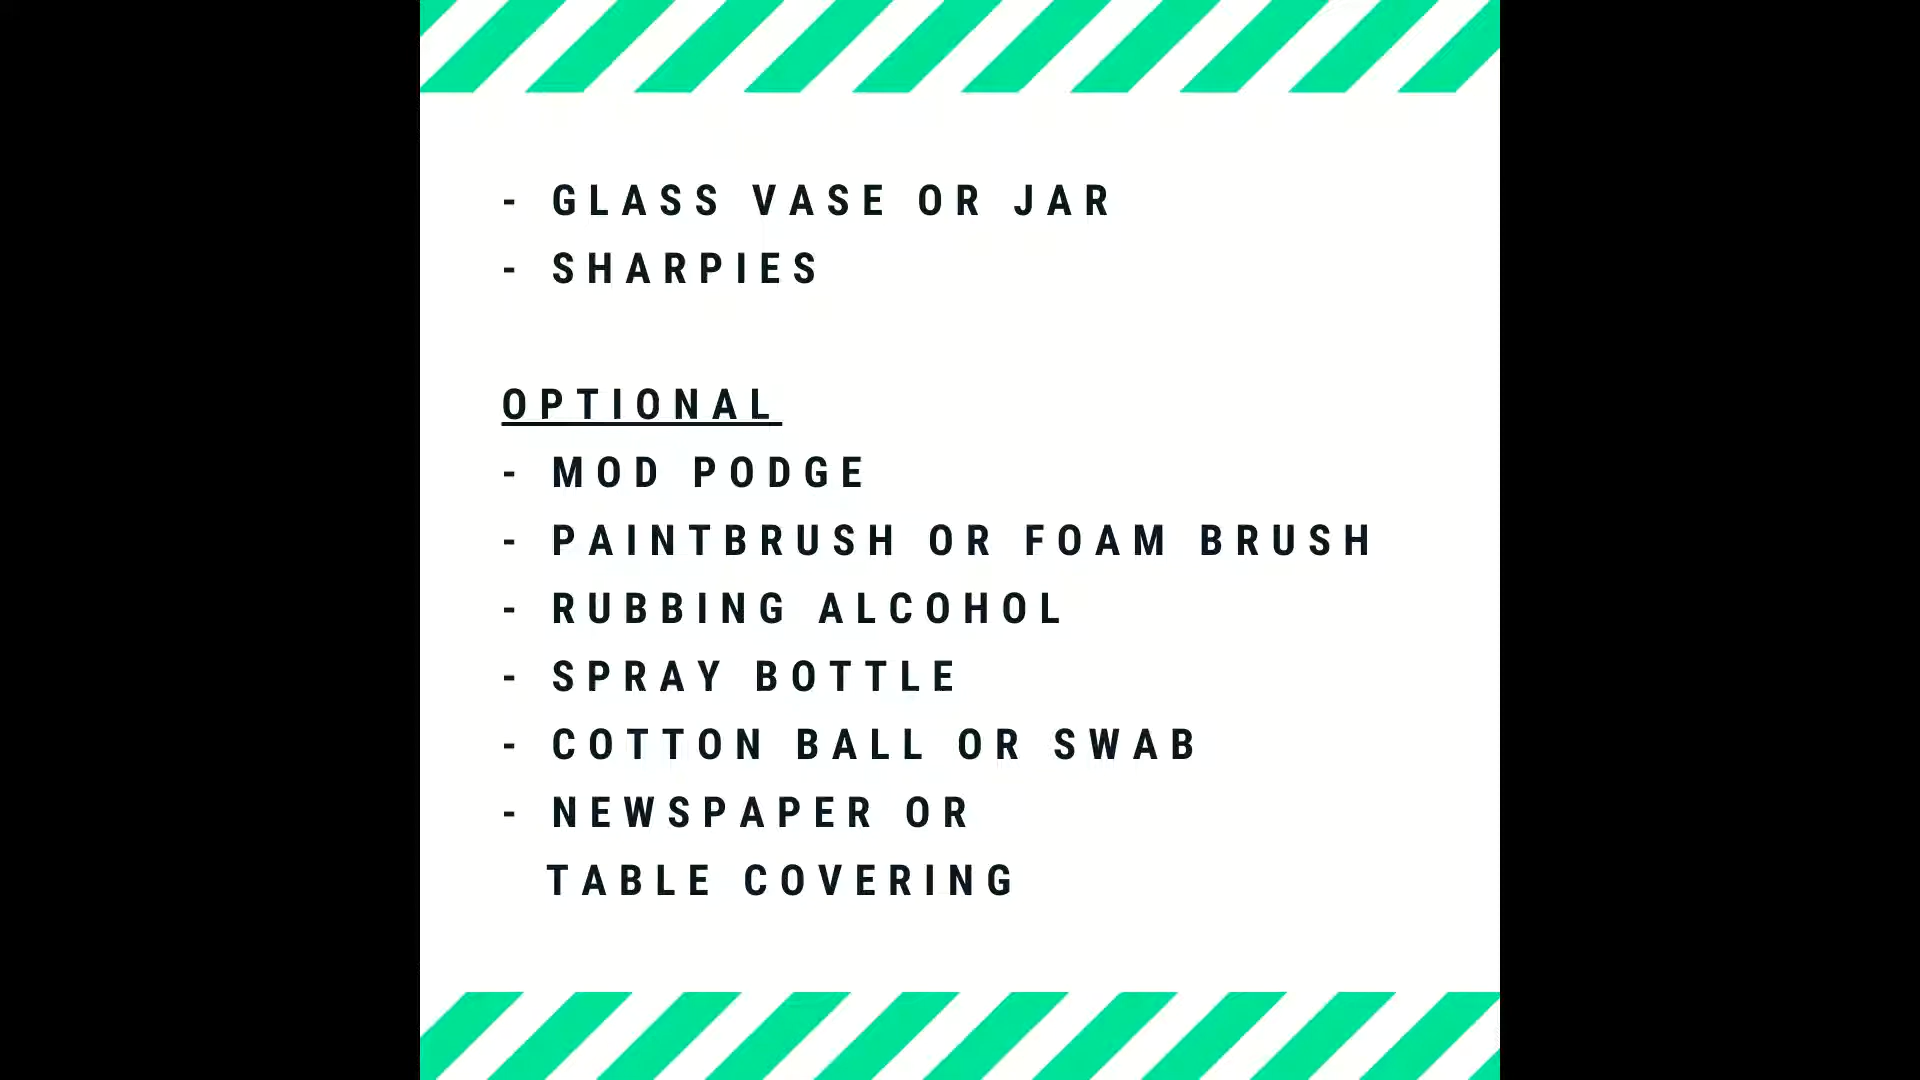 - GLASS VASE OR JAR
- SHARPIES
OPTIONAL
- MOD PODGE
- PAINTBRUSH OR FOAM BRUSH
- RUBBING ALCOHOL
- SPRAY BOTTLE
- COTTON BALL OR SWAB
- NEWSPAPER OR
TABLE COVERING